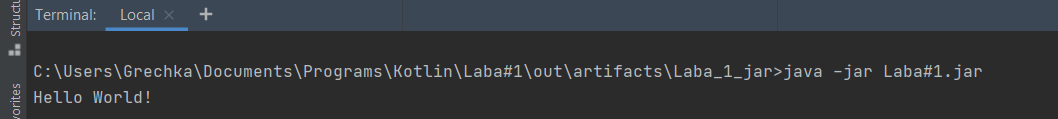 Structu
Terminal: Local × +
C:\Users\Grechka\Documents\Programs\Kotlin\Laba#1\out\artifacts\Laba_1_jar>java -jar Laba#1.jar
Hello World!
vorites